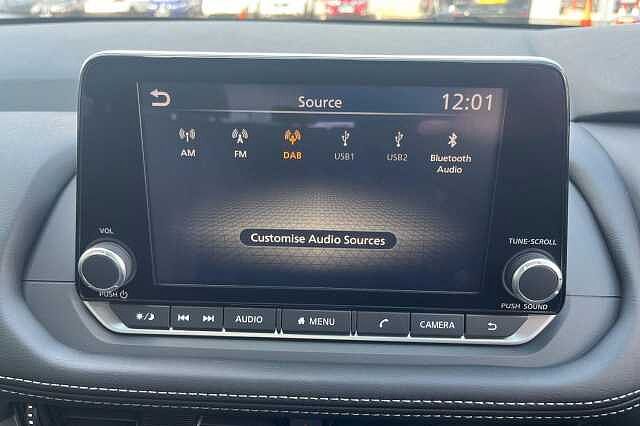 Source
12:01
AM
FM
DAB
USB1
USB2
Bluetooth
Audio
Customise Audio Sources
VOL
PUSH
TUNE·SCROLL
PUSH SOUND
AUDIO
MENU
CAMERA